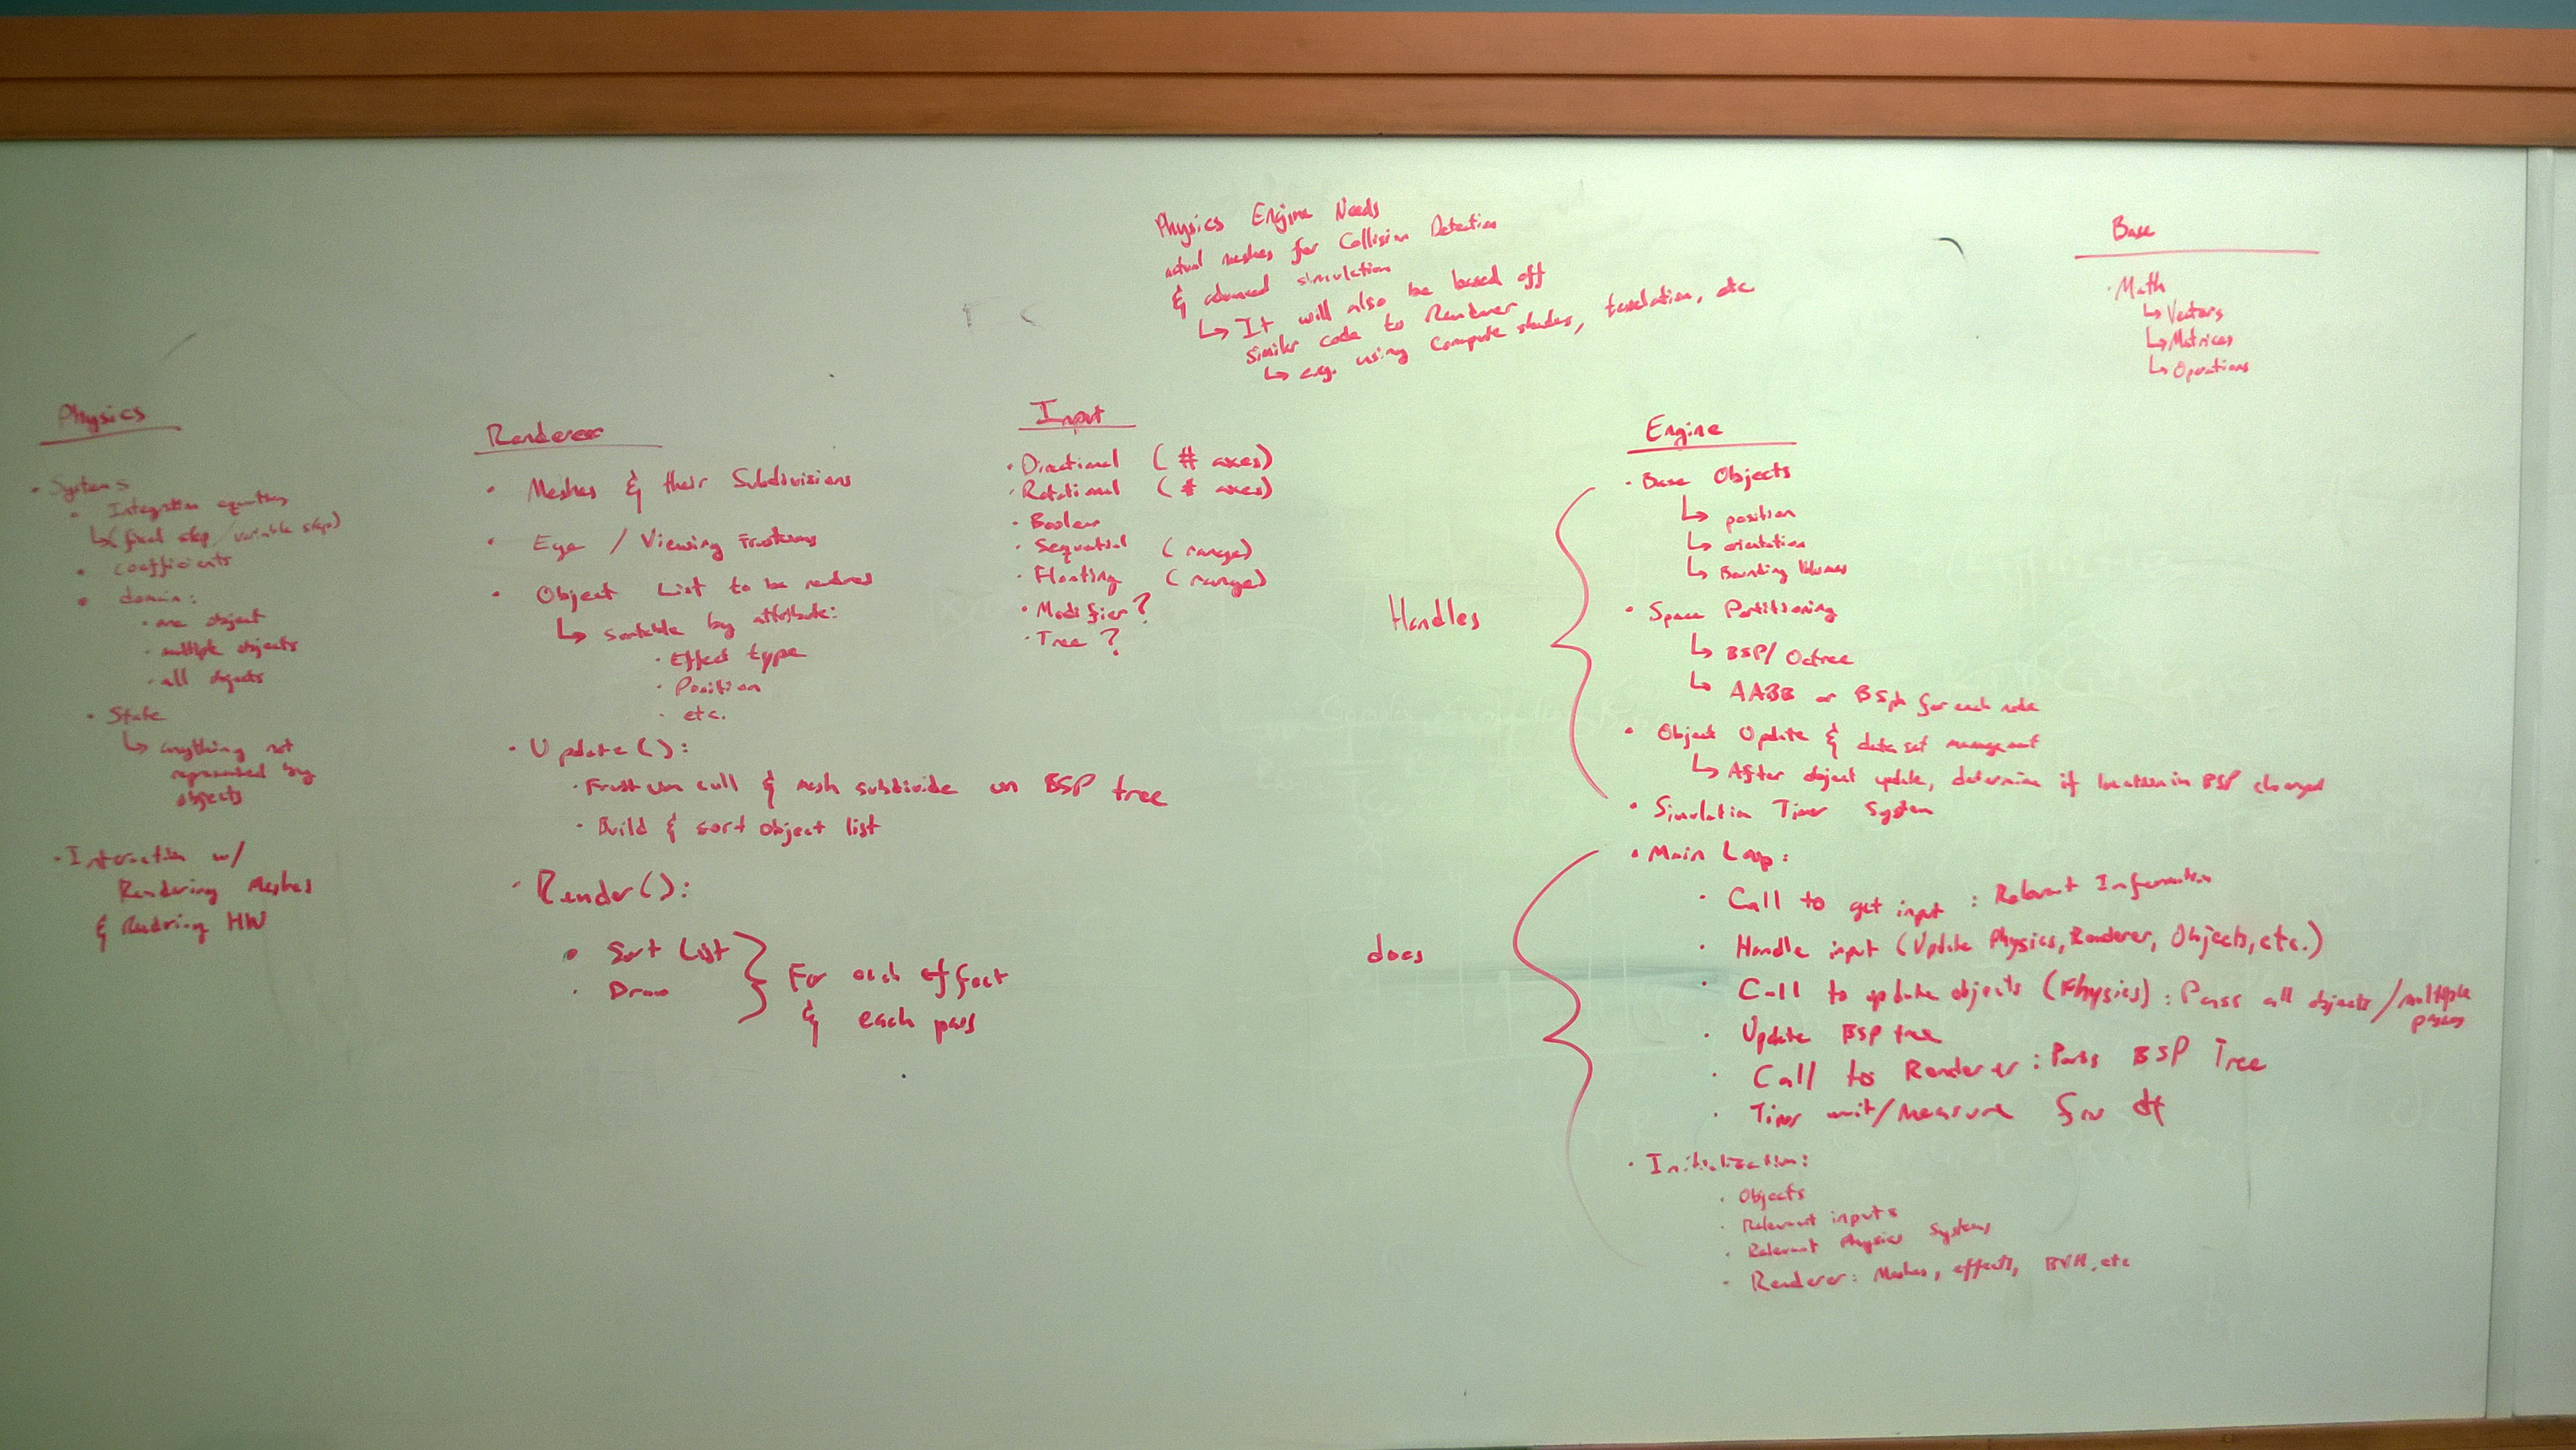 Physics Engine Needs
actual meshes for Collision Detection
& advanced simulation
↳ It will also be based off
similar code to Renderer
↳ e.g. using Compute shaders, tesselation, etc
Base
· Math
↳ Vectors
↳ Matrices
↳ Operations
Physics
· Systems
· Integration equations
↳ (fixed step / variable step)
· coefficients
· domain:
· one object
· multiple objects
· all objects
· State
↳ anything not
represented by
objects
· Interaction w/
Rendering Meshes
& Rendring HW
Renderer
· Meshes & their Subdivisions
· Eye / Viewing Frustrums
· Object List to be rendered
↳ sortable by attribute:
· Effect type
· Position
· etc.
· Update():
· Frustum cull & mesh subdivide on BSP tree
· Build & sort object list
· Render():
· Sort List
· Draw
For each effect
& each pass
Input
· Directional (# axes)
· Rotational (# axes)
· Boolean
· Sequential (range)
· Floating (range)
· Modifier?
· Tree?
Engine
Handles
· Base Objects
↳ position
↳ orientation
↳ Bounding Volumes
· Space Partitioning
↳ BSP/Octree
↳ AABB or BSph for each node
· Object Update & data set management
↳ After object update, determine if location in BSP changed
· Simulation Timer System
does
· Main Loop:
· Call to get input : Relevant Information
· Handle input (Update Physics, Renderer, Objects, etc.)
· Call to update objects (Physics) : Pass all objects / multiple
passes
· Update BSP tree
· Call to Renderer : Pass BSP Tree
· Timer wait/measure for dt
· Initialization:
· Objects
· Relevant inputs
· Relevant Physics Systems
· Renderer: Meshes, effects, BVH, etc